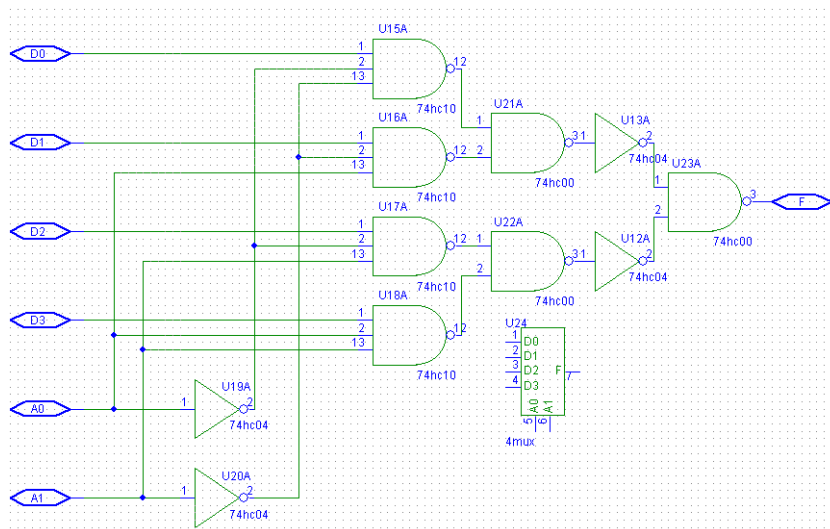 U15A
D0
1
2
13
12
74hc10
U21A
U16A
U13A
D1
1
2
13
12
74hc10
1
2
3
74hc00
1
2
74hc04
U23A
1
2
3
F
74hc00
U17A
D2
1
2
13
12
74hc10
U22A
1
2
3
74hc00
U12A
1
2
74hc04
U18A
D3
1
2
13
12
74hc10
U24
1 D0
2 D1
3 D2
4 D3
F 7
A0 A1
5 6
4mux
U19A
A0
1
2
74hc04
U20A
A1
1
2
74hc04